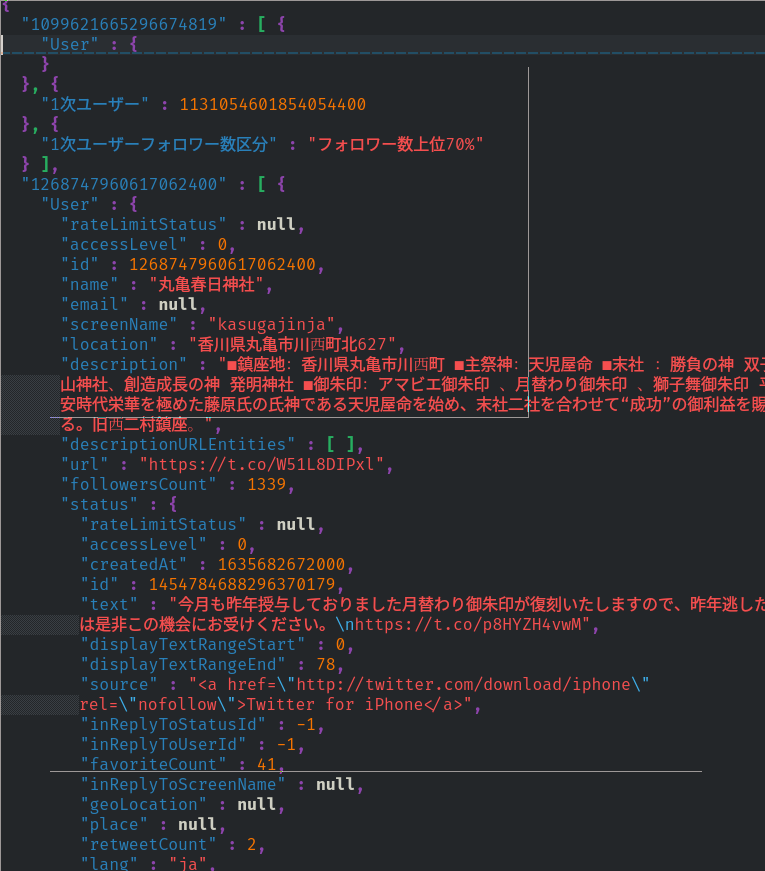 {
"1099621665296674819" : [ {
"User" : {
}
}, {
"1次ユーザー" : 1131054601854054400
}, {
"1次ユーザーフォロワー数区分" : "フォロワー数上位70%"
} ],
"1268747960617062400" : [ {
"User" : {
"rateLimitStatus" : null,
"accessLevel" : 0,
"id" : 1268747960617062400,
"name" : "丸亀春日神社",
"email" : null,
"screenName" : "kasugajinja",
"location" : "香川県丸亀市川西町北627",
"description" : "■鎮座地: 香川県丸亀市川西町 ■主祭神: 天児屋命 ■末社 : 勝負の神 双子
山神社、創造成長の神 発明神社 ■御朱印: アマビエ御朱印 、月替わり御朱印 、獅子舞御朱印 平
安時代栄華を極めた藤原氏の氏神である天児屋命を始め、末社二社を合わせて“成功”の御利益を賜
る。旧西二村鎮座。",
"descriptionURLEntities" : [ ],
"url" : "https://t.co/W51L8DIPxl",
"followersCount" : 1339,
"status" : {
"rateLimitStatus" : null,
"accessLevel" : 0,
"createdAt" : 1635682672000,
"id" : 1454784688296370179,
"text" : "今月も昨年授与しておりました月替わり御朱印が復刻いたしますので、昨年逃した
は是非この機会にお受けください。\nhttps://t.co/p8HYZH4vwM",
"displayTextRangeStart" : 0,
"displayTextRangeEnd" : 78,
"source" : "<a href=\"http://twitter.com/download/iphone\"
rel=\"nofollow\">Twitter for iPhone</a>",
"inReplyToStatusId" : -1,
"inReplyToUserId" : -1,
"favoriteCount" : 41,
"inReplyToScreenName" : null,
"geoLocation" : null,
"place" : null,
"retweetCount" : 2,
"lang" : "ja",